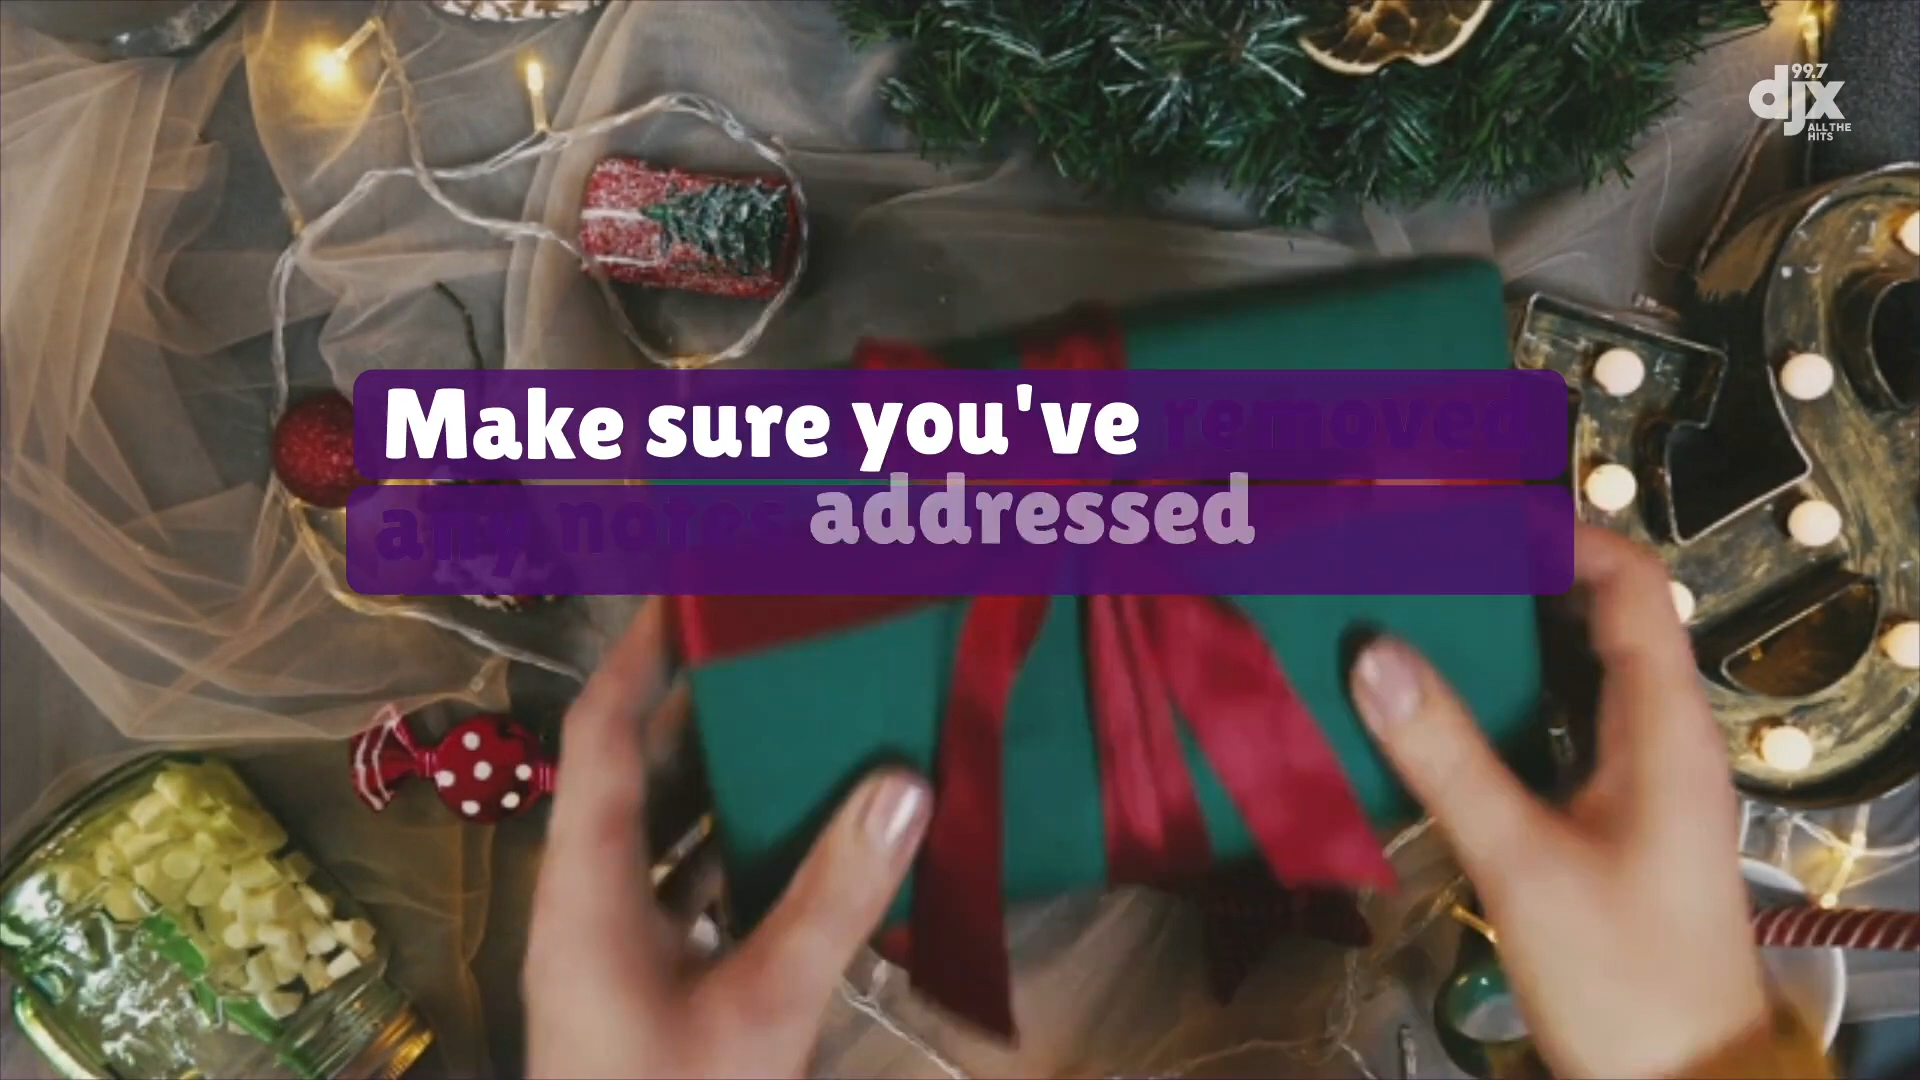 99.7
djx
ALL THE
HITS
Make sure you've removed
any notes addressed